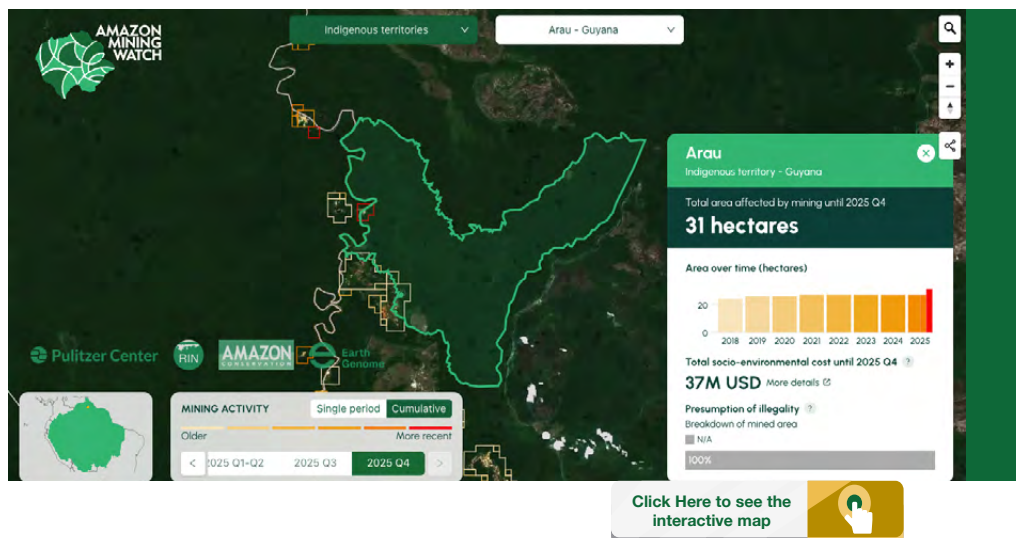 AMAZON
MINING
WATCH
Indigenous territories
Arau - Guyana
Arau
Indigenous territory - Guyana
Total area affected by mining until 2025 Q4
31 hectares
Area over time (hectares)
20
0
2018 2019 2020 2021 2022 2023 2024 2025
Total socio-environmental cost until 2025 Q4 ?
37M USD More details
Presumption of illegality ?
Breakdown of mined area
N/A
100%
Pulitzer Center
RIN
AMAZON
CONSERVATION
Earth
Genome
MINING ACTIVITY
Single period Cumulative
Older More recent
2025 Q1-Q2 2025 Q3 2025 Q4
Click Here to see the
interactive map